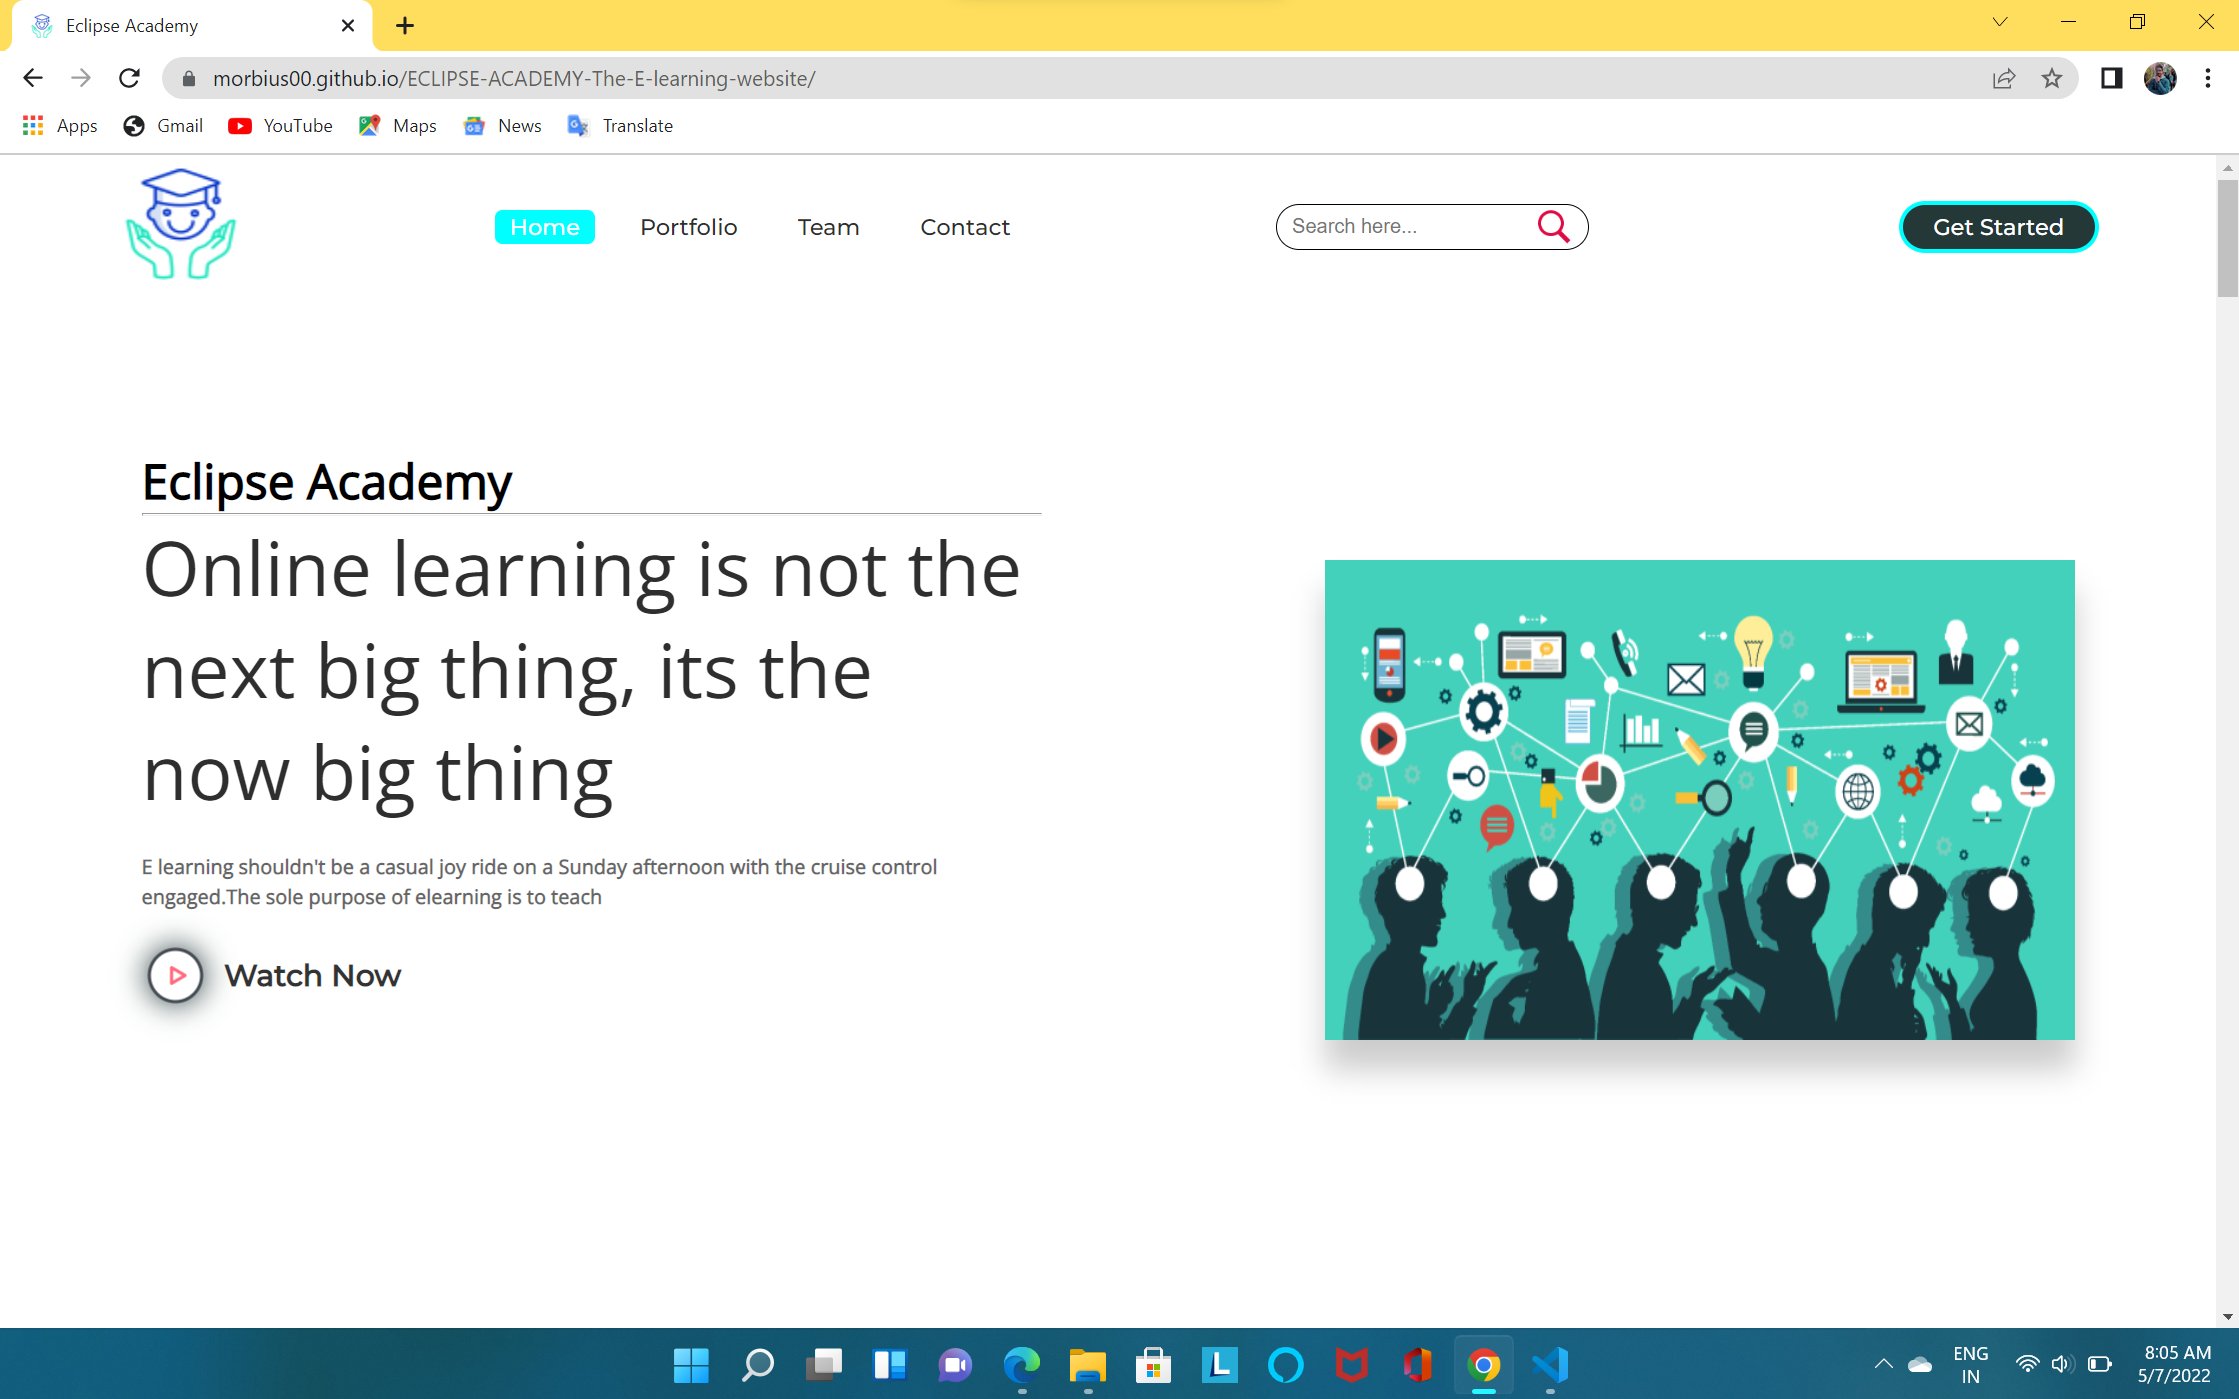 Eclipse Academy
morbius00.github.io/ECLIPSE-ACADEMY-The-E-learning-website/
Apps Gmail YouTube Maps News Translate
Home Portfolio Team Contact Search here... Get Started
Eclipse Academy
Online learning is not the
next big thing, its the
now big thing
E learning shouldn't be a casual joy ride on a Sunday afternoon with the cruise control
engaged.The sole purpose of elearning is to teach
Watch Now
ENG
IN
8:05 AM
5/7/2022